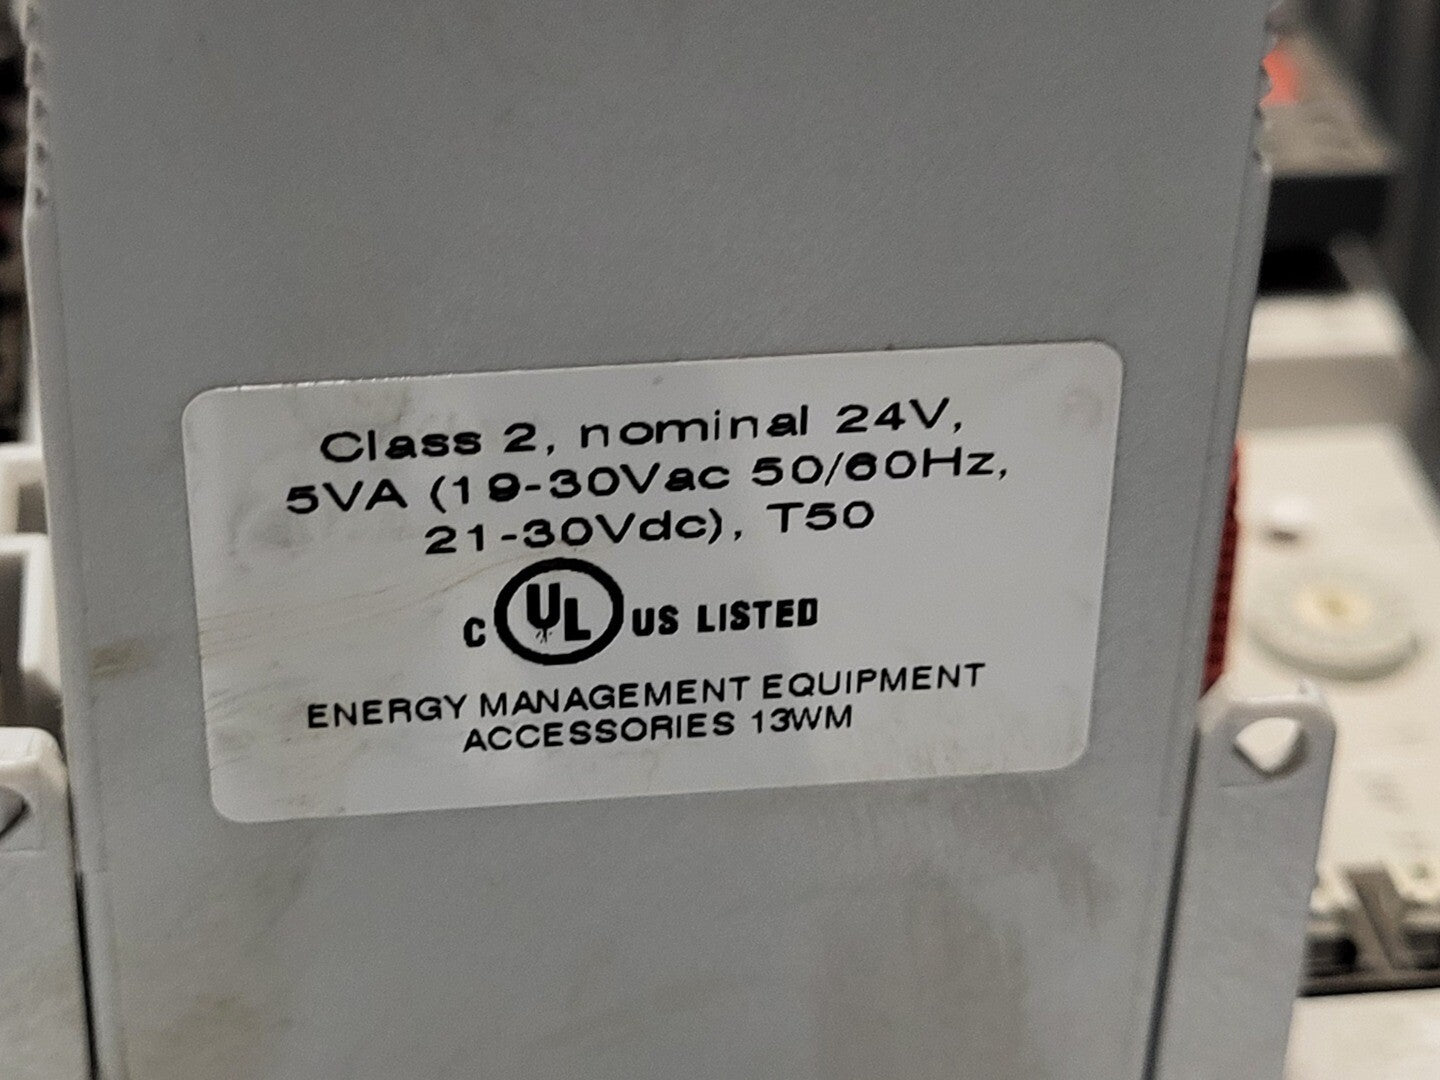 Class 2, nominal 24V,
5VA (19-30Vac 50/60Hz,
21-30Vdc), T50
C UL US LISTED
ENERGY MANAGEMENT EQUIPMENT
ACCESSORIES 13WM